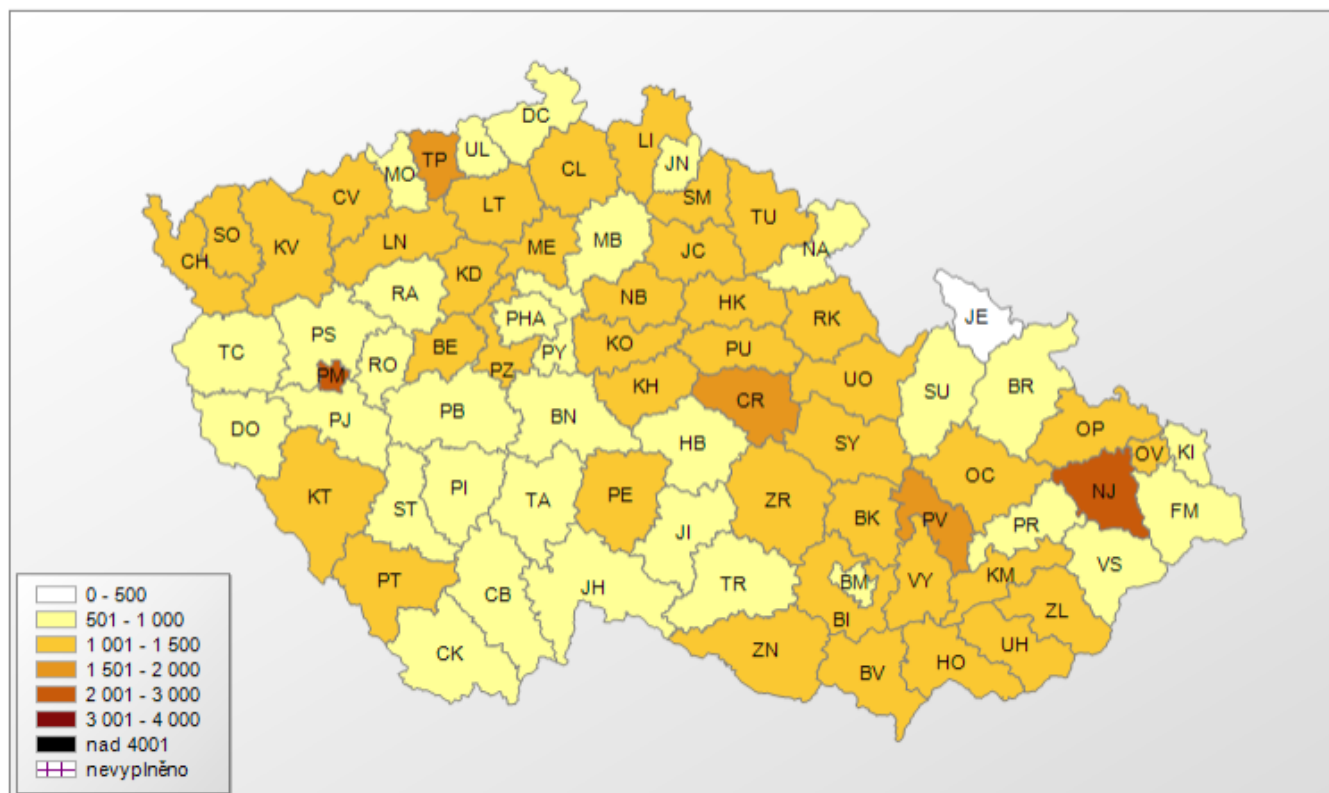 DC
LI
UL
TP
JN
CL
MO
CV
SM
LT
TU
SO
KV
MB
LN
ME
JC
NA
CH
KD
RA
NB
HK
PHA
RK
JE
PS
KO
BE
PU
TC
RO
PY
PZ
PM
UO
KH
BR
SU
CR
PB
BN
PJ
DO
HB
OP
SY
OV
KI
OC
KT
PE
NJ
PI
ZR
TA
ST
FM
BK
PV
PR
JI
VS
BM
KM
PT
TR
VY
JH
CB
ZL
BI
UH
CK
ZN
HO
BV
0 - 500
501 - 1 000
1 001 - 1 500
1 501 - 2 000
2 001 - 3 000
3 001 - 4 000
nad 4001
nevyplněno